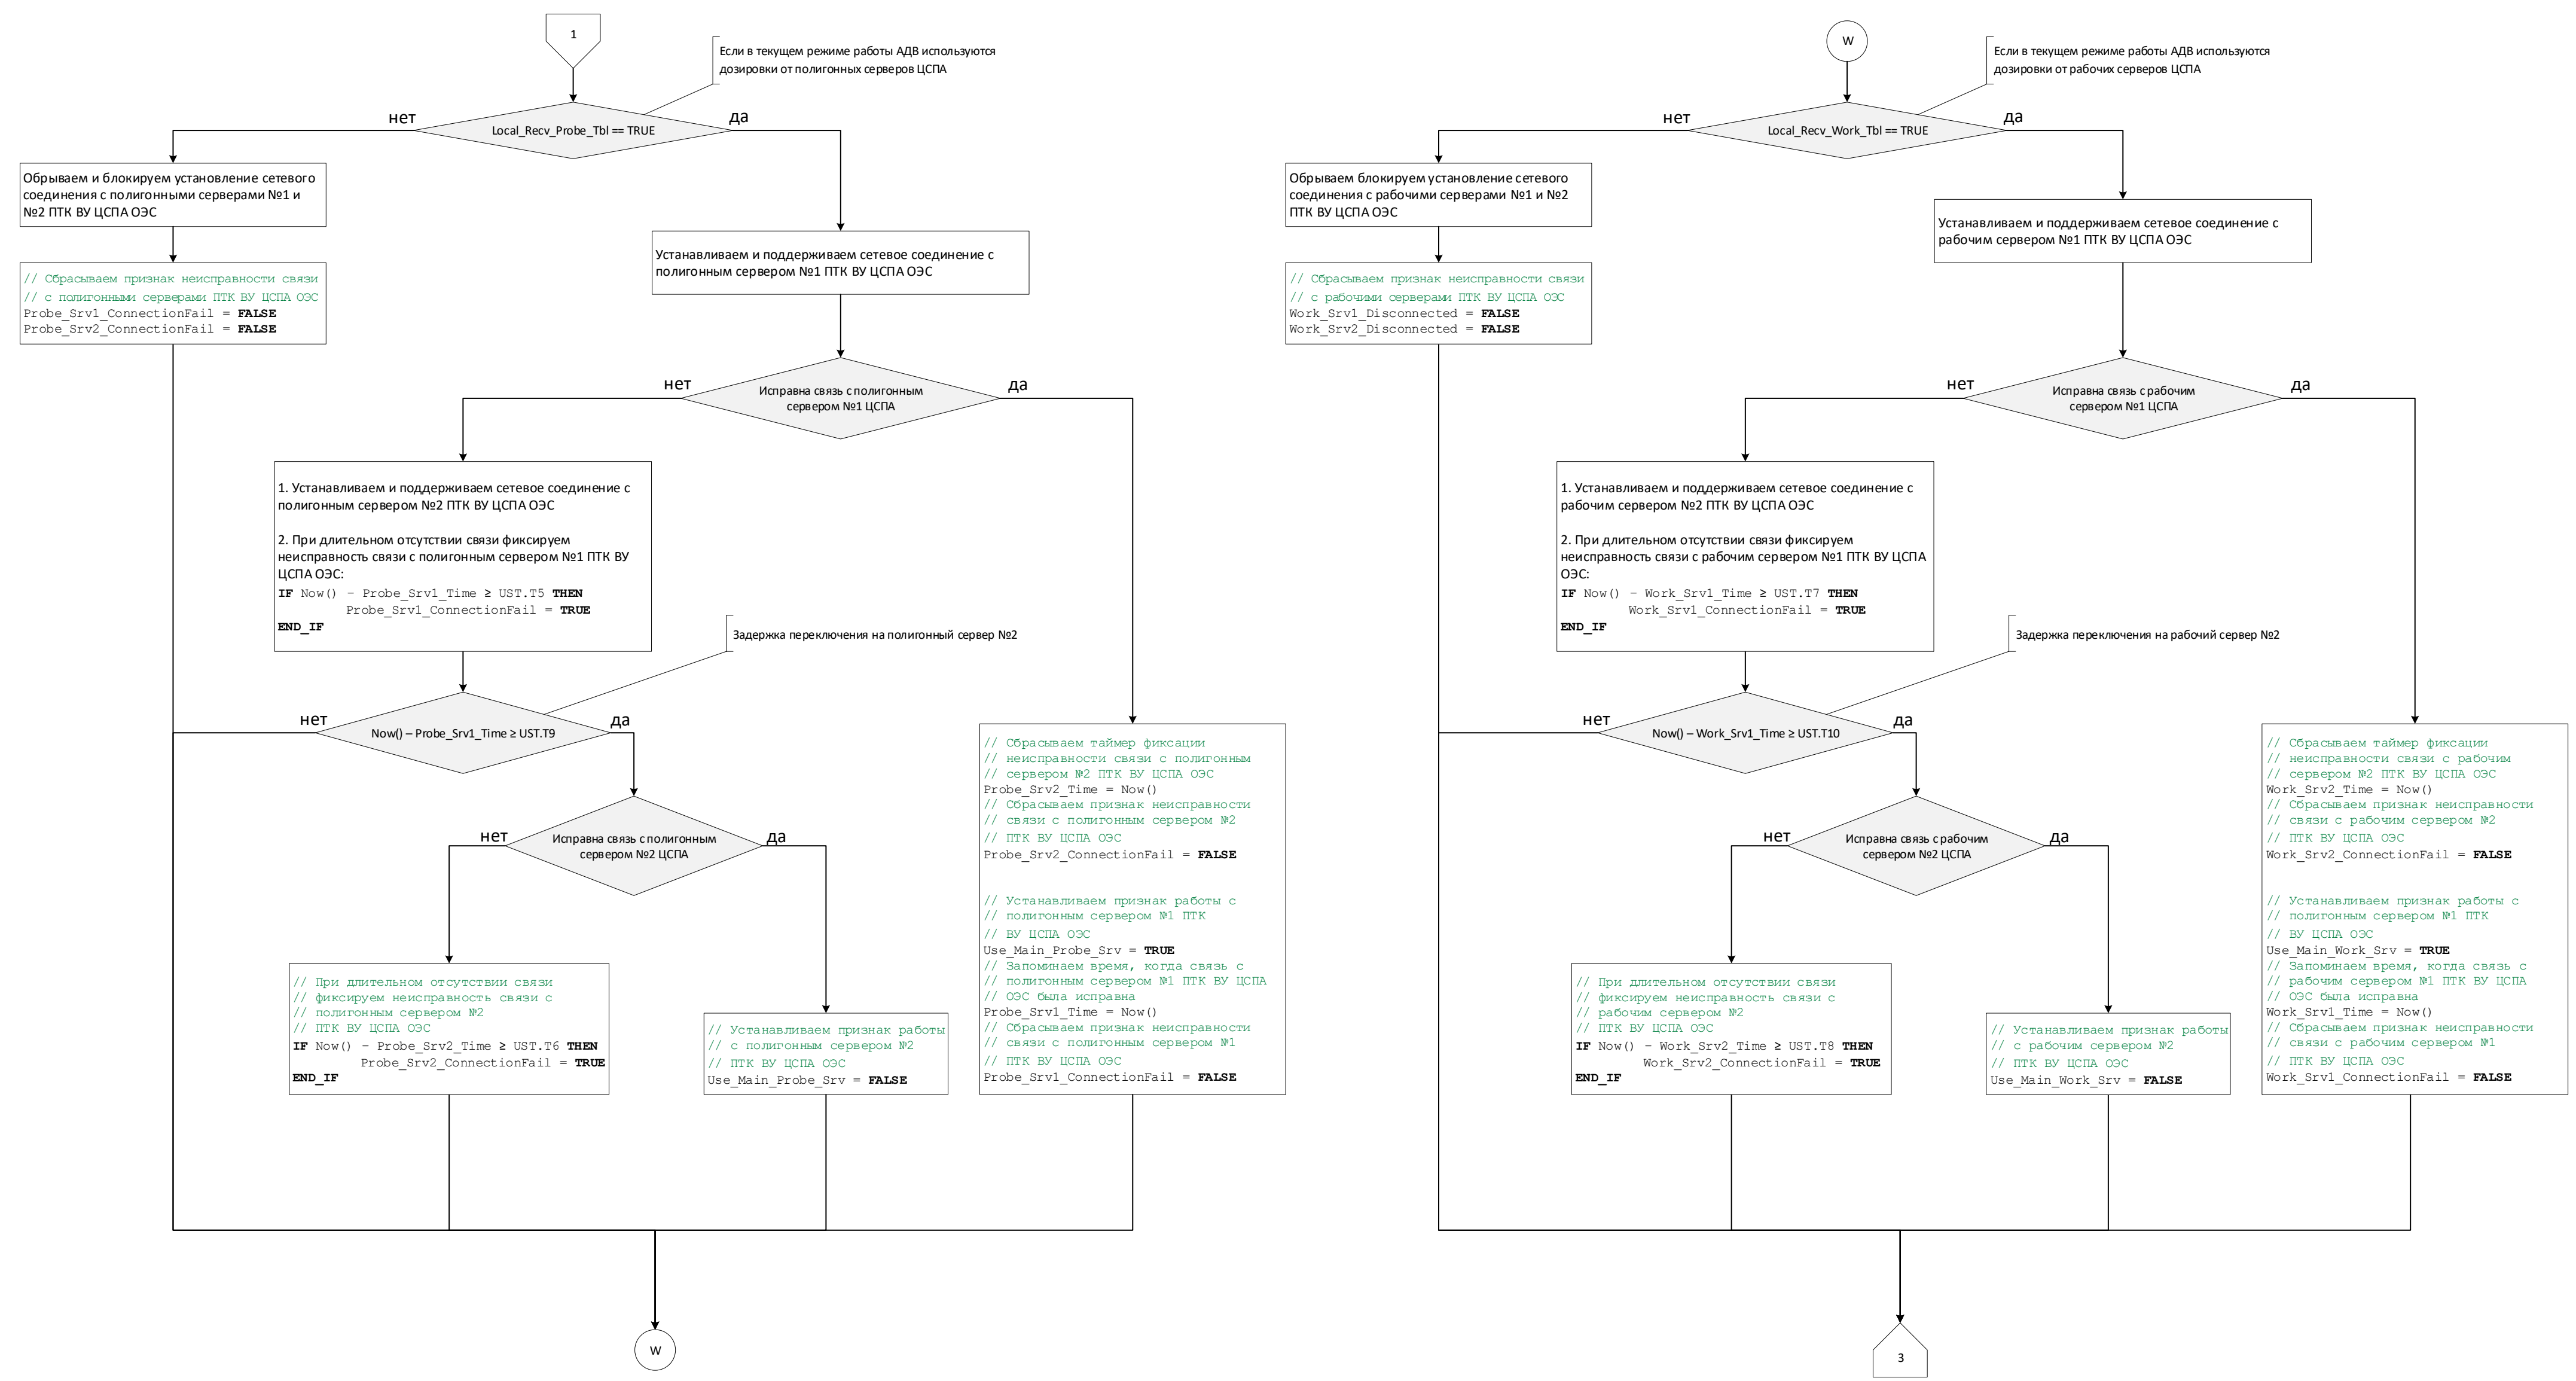 1
Если в текущем режиме работы АДВ используются
дозировки от полигонных серверов ЦСПА
Local_Recv_Probe_Tbl == TRUE
нет
да
Обрываем и блокируем установление сетевого
соединения с полигонными серверами №1 и
№2 ПТК ВУ ЦСПА ОЭС
// Сбрасываем признак неисправности связи
// с полигонными серверами ПТК ВУ ЦСПА ОЭС
Probe_Srv1_ConnectionFail = FALSE
Probe_Srv2_ConnectionFail = FALSE
Устанавливаем и поддерживаем сетевое соединение с
полигонным сервером №1 ПТК ВУ ЦСПА ОЭС
нет
да
Исправна связь с полигонным
сервером №1 ЦСПА
1. Устанавливаем и поддерживаем сетевое соединение с
полигонным сервером №2 ПТК ВУ ЦСПА ОЭС
2. При длительном отсутствии связи фиксируем
неисправность связи с полигонным сервером №1 ПТК ВУ
ЦСПА ОЭС:
IF Now() – Probe_Srv1_Time ≥ UST.T5 THEN
Probe_Srv1_ConnectionFail = TRUE
END_IF
Задержка переключения на полигонный сервер №2
нет
да
Now() – Probe_Srv1_Time ≥ UST.T9
нет
да
Исправна связь с полигонным
сервером №2 ЦСПА
// При длительном отсутствии связи
// фиксируем неисправность связи с
// полигонным сервером №2
// ПТК ВУ ЦСПА ОЭС
IF Now() – Probe_Srv2_Time ≥ UST.T6 THEN
Probe_Srv2_ConnectionFail = TRUE
END_IF
// Устанавливаем признак работы
// с полигонным сервером №2
// ПТК ВУ ЦСПА ОЭС
Use_Main_Probe_Srv = FALSE
// Сбрасываем таймер фиксации
// неисправности связи с полигонным
// сервером №2 ПТК ВУ ЦСПА ОЭС
Probe_Srv2_Time = Now()
// Сбрасываем признак неисправности
// связи с полигонным сервером №2
// ПТК ВУ ЦСПА ОЭС
Probe_Srv2_ConnectionFail = FALSE
// Устанавливаем признак работы с
// полигонным сервером №1 ПТК
// ВУ ЦСПА ОЭС
Use_Main_Probe_Srv = TRUE
// Запоминаем время, когда связь с
// полигонным сервером №1 ПТК ВУ ЦСПА
// ОЭС была исправна
Probe_Srv1_Time = Now()
// Сбрасываем признак неисправности
// связи с полигонным сервером №1
// ПТК ВУ ЦСПА ОЭС
Probe_Srv1_ConnectionFail = FALSE
W
W
Если в текущем режиме работы АДВ используются
дозировки от рабочих серверов ЦСПА
нет
да
Local_Recv_Work_Tbl == TRUE
Обрываем блокируем установление сетевого
соединения с рабочими серверами №1 и №2
ПТК ВУ ЦСПА ОЭС
// Сбрасываем признак неисправности связи
// с рабочими серверами ПТК ВУ ЦСПА ОЭС
Work_Srv1_Disconnected = FALSE
Work_Srv2_Disconnected = FALSE
Устанавливаем и поддерживаем сетевое соединение с
рабочим сервером №1 ПТК ВУ ЦСПА ОЭС
нет
да
Исправна связь с рабочим
сервером №1 ЦСПА
1. Устанавливаем и поддерживаем сетевое соединение с
рабочим сервером №2 ПТК ВУ ЦСПА ОЭС
2. При длительном отсутствии связи фиксируем
неисправность связи с рабочим сервером №1 ПТК ВУ ЦСПА
ОЭС:
IF Now() – Work_Srv1_Time ≥ UST.T7 THEN
Work_Srv1_ConnectionFail = TRUE
END_IF
Задержка переключения на рабочий сервер №2
нет
да
Now() – Work_Srv1_Time ≥ UST.T10
нет
да
Исправна связь с рабочим
сервером №2 ЦСПА
// При длительном отсутствии связи
// фиксируем неисправность связи с
// рабочим сервером №2
// ПТК ВУ ЦСПА ОЭС
IF Now() – Work_Srv2_Time ≥ UST.T8 THEN
Work_Srv2_ConnectionFail = TRUE
END_IF
// Устанавливаем признак работы
// с рабочим сервером №2
// ПТК ВУ ЦСПА ОЭС
Use_Main_Work_Srv = FALSE
// Сбрасываем таймер фиксации
// неисправности связи с рабочим
// сервером №2 ПТК ВУ ЦСПА ОЭС
Work_Srv2_Time = Now()
// Сбрасываем признак неисправности
// связи с рабочим сервером №2
// ПТК ВУ ЦСПА ОЭС
Work_Srv2_ConnectionFail = FALSE
// Устанавливаем признак работы с
// полигонным сервером №1 ПТК
// ВУ ЦСПА ОЭС
Use_Main_Work_Srv = TRUE
// Запоминаем время, когда связь с
// рабочим сервером №1 ПТК ВУ ЦСПА
// ОЭС была исправна
Work_Srv1_Time = Now()
// Сбрасываем признак неисправности
// связи с рабочим сервером №1
// ПТК ВУ ЦСПА ОЭС
Work_Srv1_ConnectionFail = FALSE
3